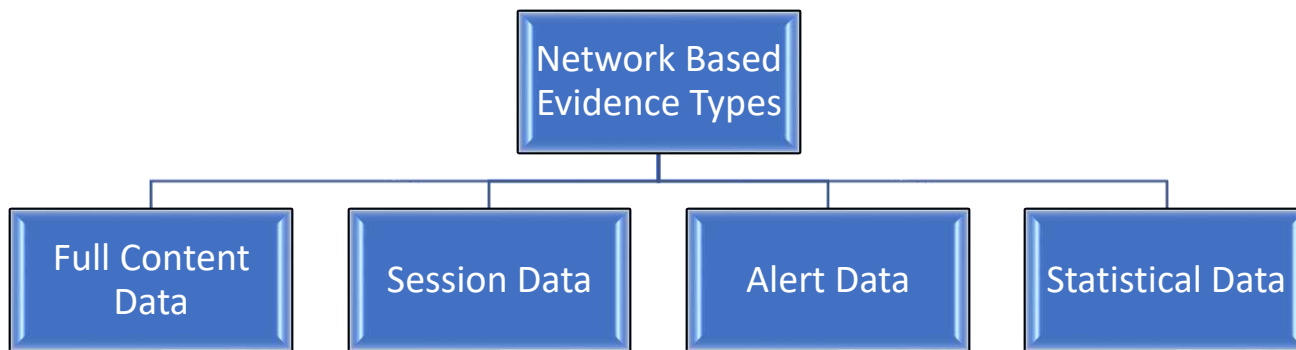 Network Based
Evidence Types
Full Content
Data
Session Data
Alert Data
Statistical Data